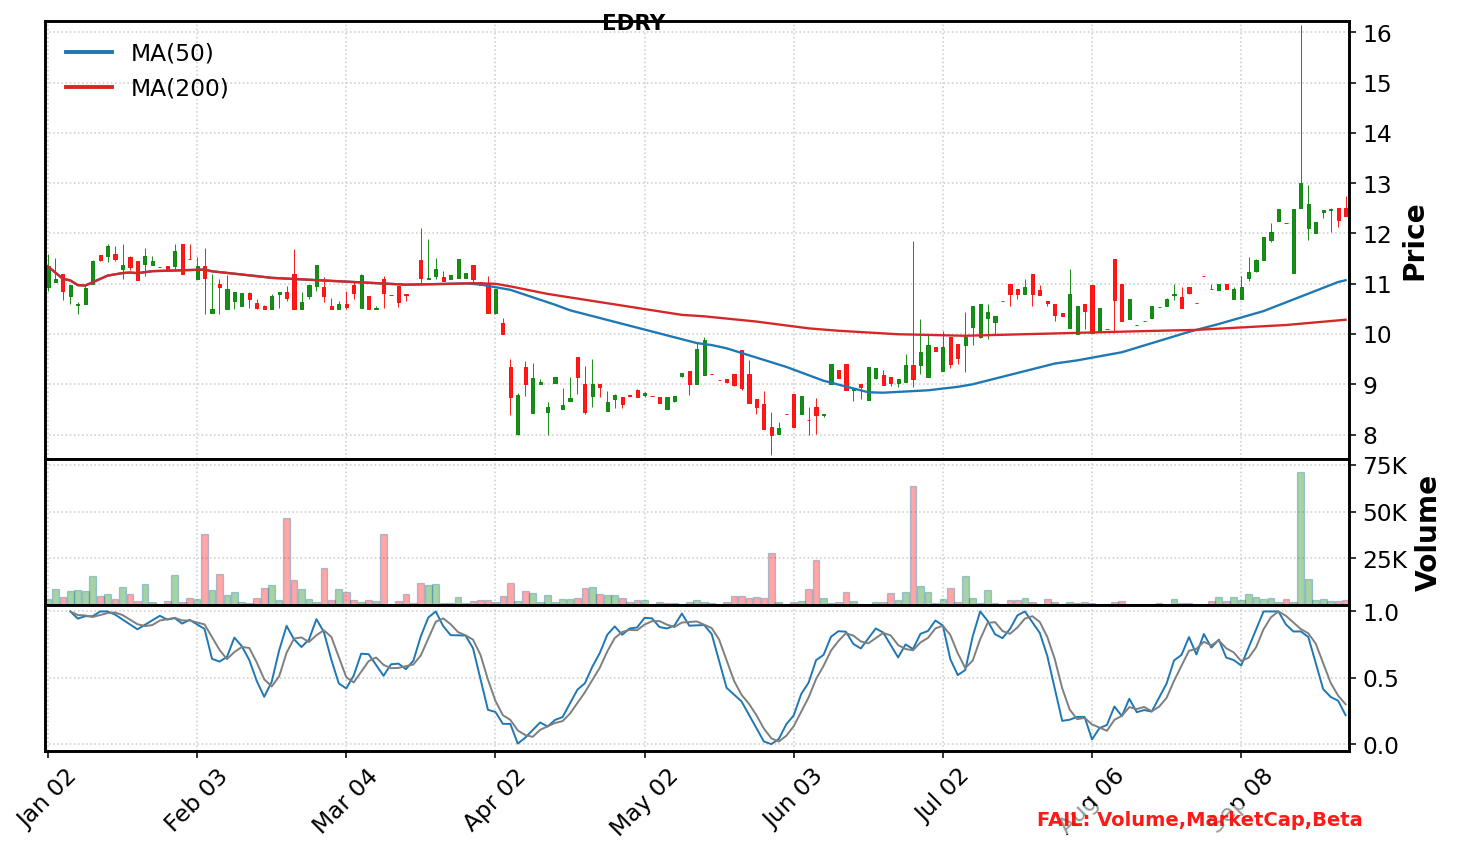 EDRY
MA(50)
MA(200)
16
15
14
13
12
11
10
9
8
Price
75K
50K
25K
Volume
1.0
0.5
0.0
Jan 02
Feb 03
Mar 04
Apr 02
May 02
Jun 03
Jul 02
Aug 06
Sep 08
FAIL: Volume,MarketCap,Beta